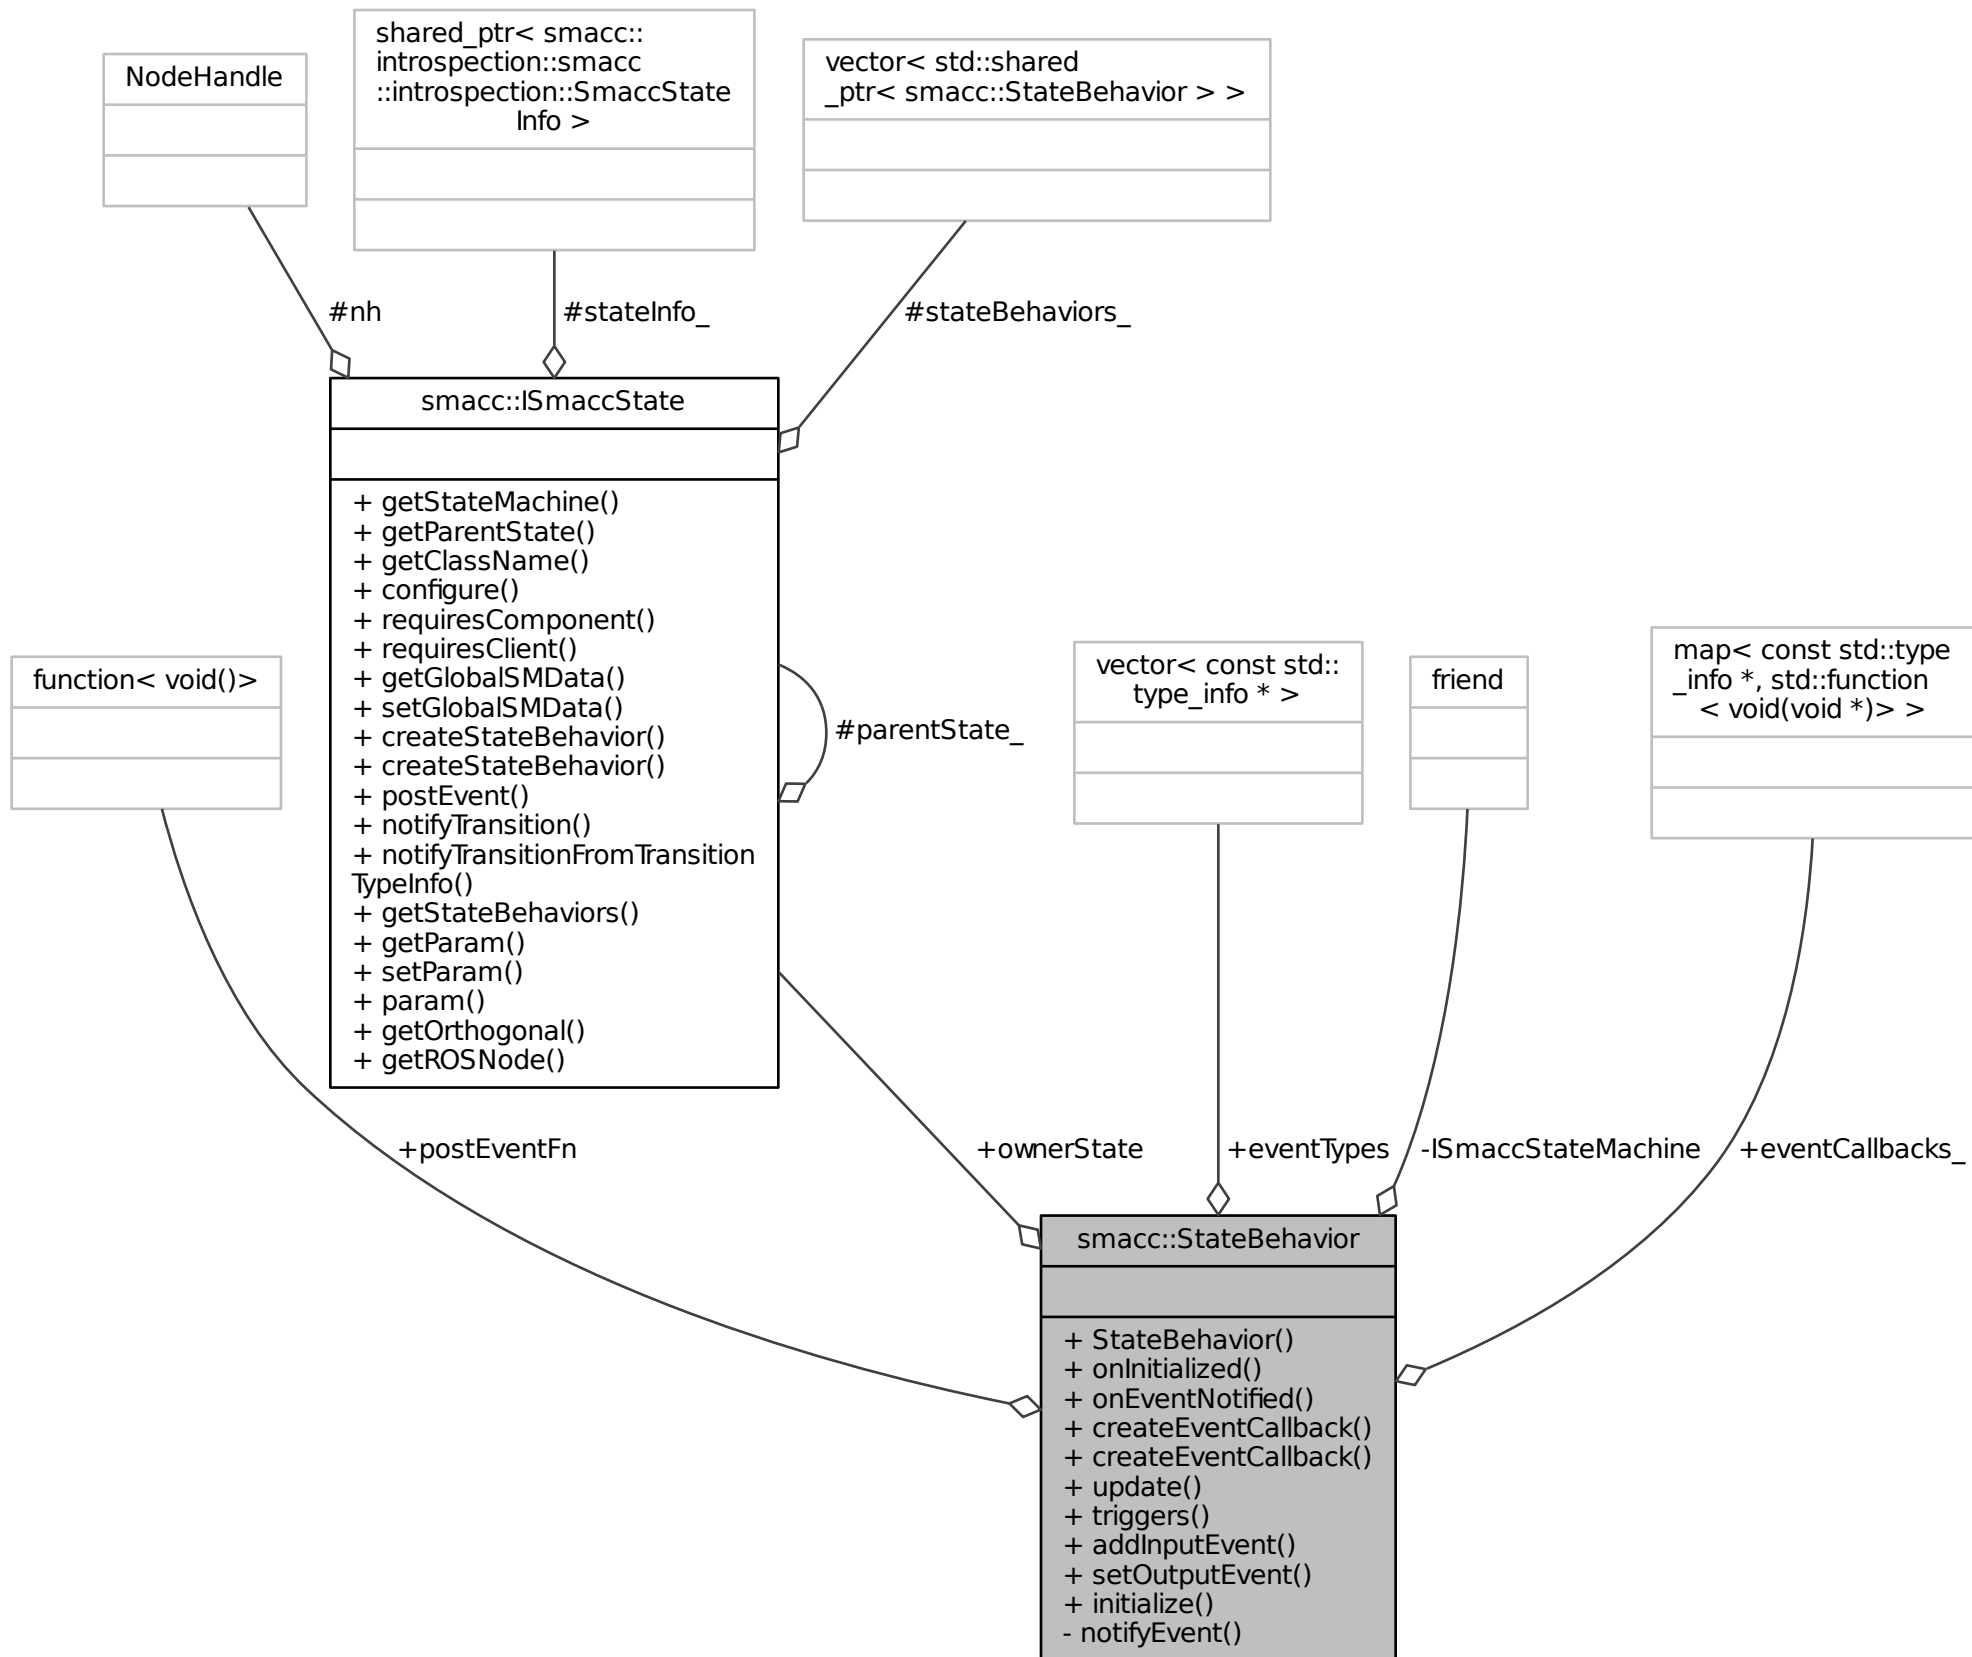 NodeHandle
shared_ptr< smacc::
introspection::smacc
::introspection::SmaccState
Info >
vector< std::shared
_ptr< smacc::StateBehavior > >
#nh
#stateInfo_
#stateBehaviors_
smacc::ISmaccState
+ getStateMachine()
+ getParentState()
+ getClassName()
+ configure()
+ requiresComponent()
+ requiresClient()
+ getGlobalSMData()
+ setGlobalSMData()
+ createStateBehavior()
+ createStateBehavior()
+ postEvent()
+ notifyTransition()
+ notifyTransitionFromTransition
TypeInfo()
+ getStateBehaviors()
+ getParam()
+ setParam()
+ param()
+ getOrthogonal()
+ getROSNode()
#parentState_
function< void()>
vector< const std::
type_info * >
friend
map< const std::type
_info *, std::function
< void(void *)> >
+postEventFn
+ownerState
+eventTypes
-ISmaccStateMachine
+eventCallbacks_
smacc::StateBehavior
+ StateBehavior()
+ onInitialized()
+ onEventNotified()
+ createEventCallback()
+ createEventCallback()
+ update()
+ triggers()
+ addInputEvent()
+ setOutputEvent()
+ initialize()
- notifyEvent()